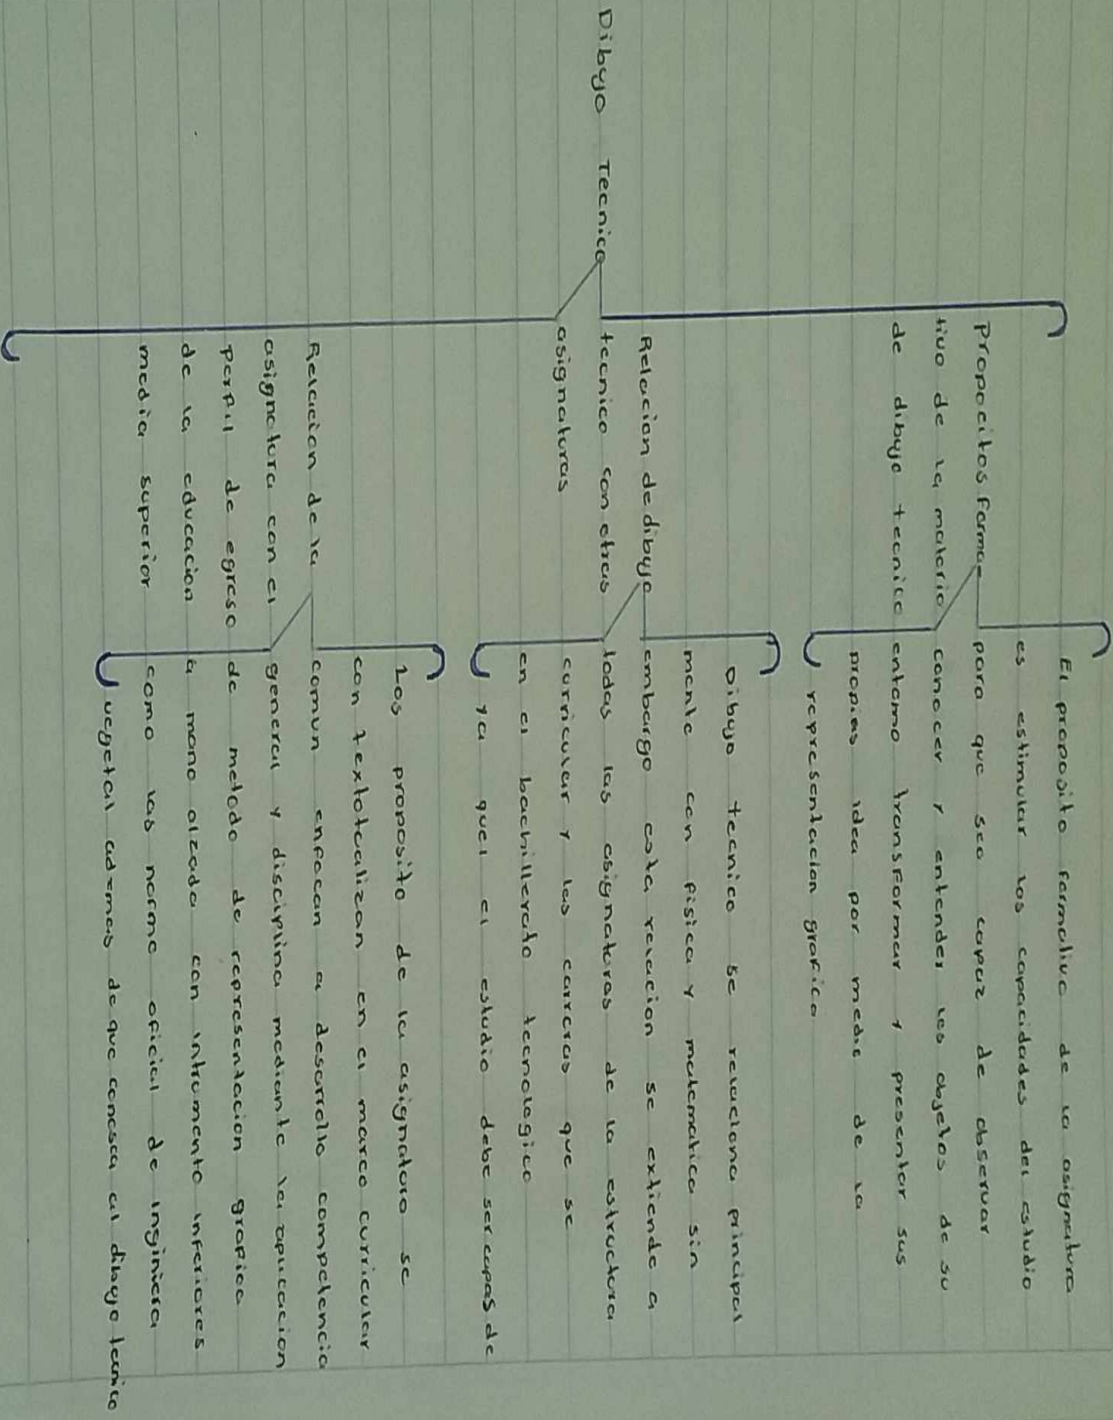 Dibujo Tecnico
Propocitos forma-
tivo de la materia
de dibujo tecnico
El proposito formativo de la asignatura
es estimular los capacidades del estudio
para que sea capaz de observar
conocer y entender los objetos de su
entorno transformar y presentar sus
propias idea por medio de la
representacion grafica
Relacion de dibujo
tecnico con otras
asignaturas
Dibujo tecnico se relaciona principal
mente con fisica y matematica sin
embargo esta relacion se extiende a
todas las asignaturas de la estructura
curricular y las carreras que se
en el bachillerato tecnologico
ya quel el estudio debe ser capas de
Relacion de la
asignatura con el
perfil de egreso
de la educacion
media superior
Los proposito de la asignatura se
con textotualizan en el marco curricular
comun enfocan a desarrollo competencia
general y disciplina mediante la aplicacion
de metodo de representacion grafica
a mano alzada con intrumento inferiores
como las norma oficial de inginiera
vegetal ademas de que conosca al dibujo tecnico